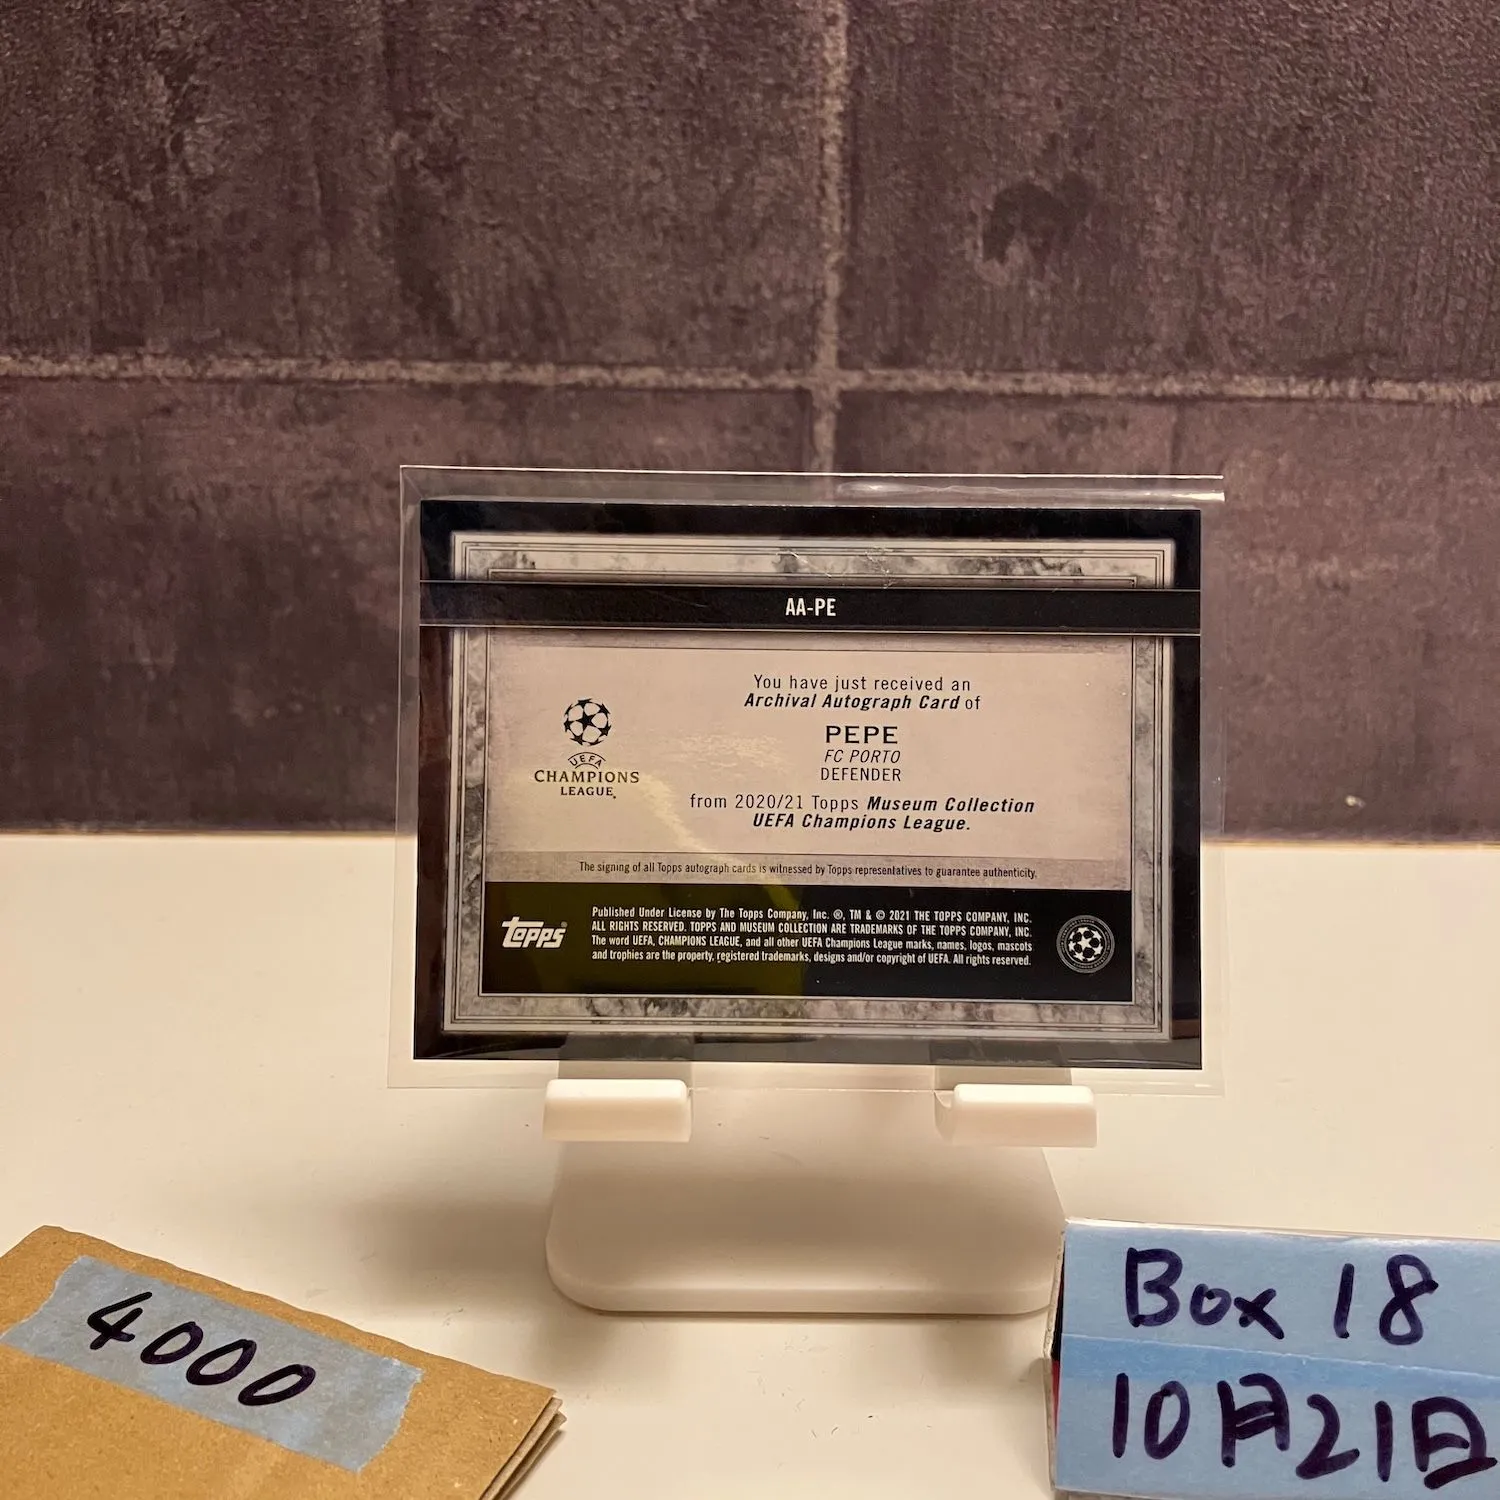 AA-PE
You have just received an
Archival Autograph Card of
PEPE
FC PORTO
DEFENDER
from 2020/21 Topps Museum Collection
UEFA Champions League.
UEFA
CHAMPIONS
LEAGUE
The signing of all Topps autograph cards is witnessed by Topps representatives to guarantee authenticity.
topps
Published Under License by The Topps Company, Inc. ®, TM & © 2021 THE TOPPS COMPANY, INC.
ALL RIGHTS RESERVED. TOPPS AND MUSEUM COLLECTION ARE TRADEMARKS OF THE TOPPS COMPANY, INC.
The word UEFA, CHAMPIONS LEAGUE, and all other UEFA Champions League marks, names, logos, mascots
and trophies are the property, registered trademarks, designs and/or copyright of UEFA. All rights reserved.
4000
Box 18
10月21日